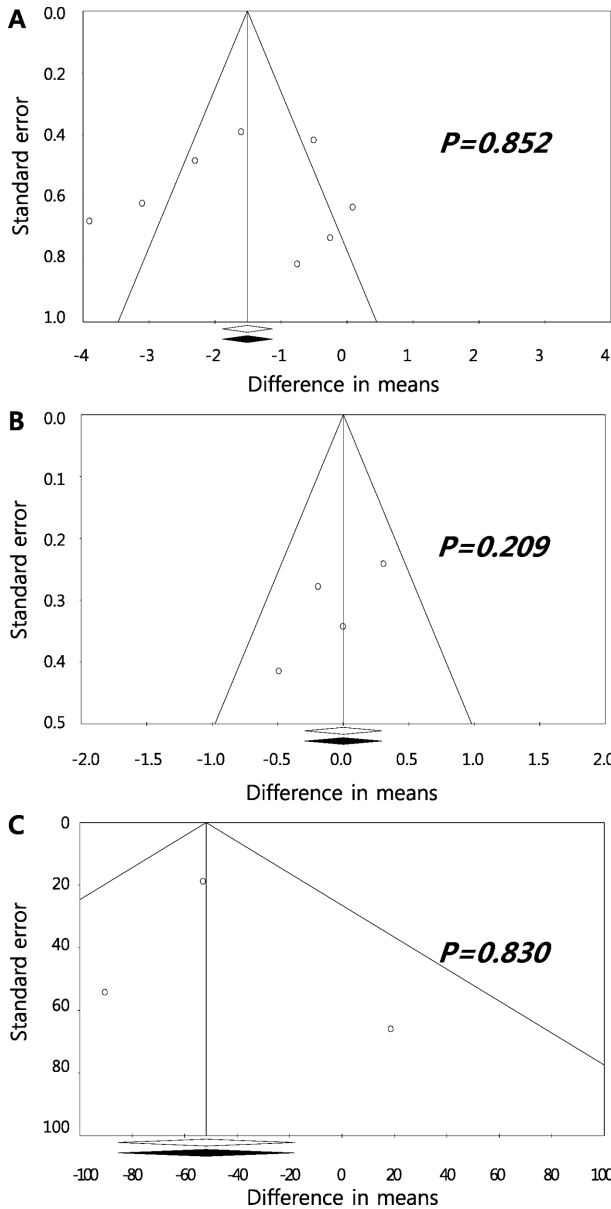 A
0.0
0.2
0.4
0.6
0.8
1.0
Standard error
P=0.852
-4 -3 -2 -1 0 1 2 3 4
Difference in means
B
0.0
0.1
0.2
0.3
0.4
0.5
Standard error
P=0.209
-2.0 -1.5 -1.0 -0.5 0.0 0.5 1.0 1.5 2.0
Difference in means
C
0
20
40
60
80
100
Standard error
P=0.830
-100 -80 -60 -40 -20 0 20 40 60 80 100
Difference in means